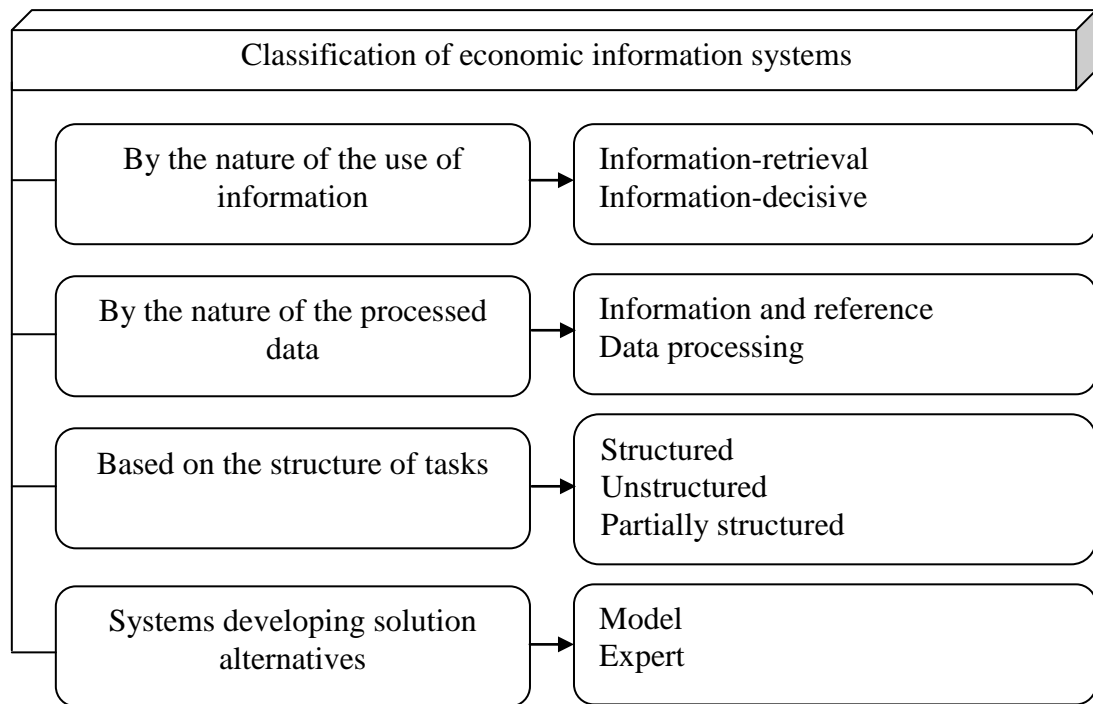 Classification of economic information systems
By the nature of the use of
information
Information-retrieval
Information-decisive
By the nature of the processed
data
Information and reference
Data processing
Based on the structure of tasks
Structured
Unstructured
Partially structured
Systems developing solution
alternatives
Model
Expert